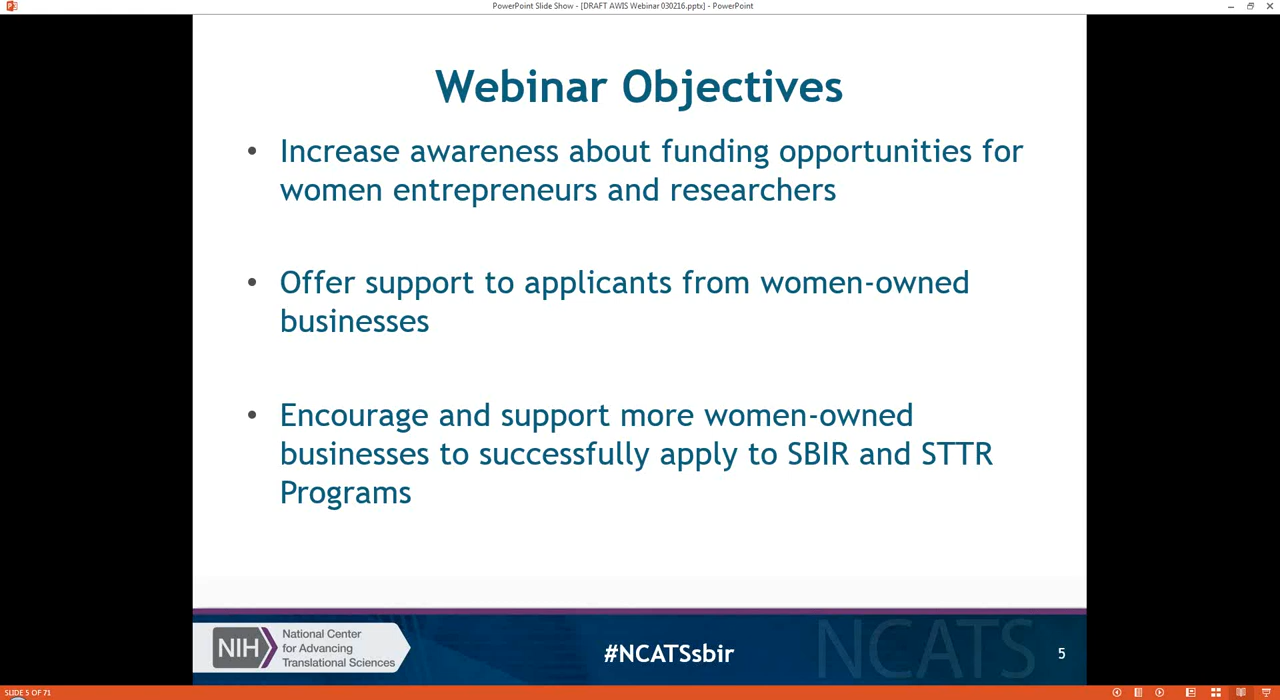 PowerPoint Slide Show - [DRAFT AWIS Webinar 030216.pptx] - PowerPoint
Webinar Objectives
• Increase awareness about funding opportunities for
women entrepreneurs and researchers
• Offer support to applicants from women-owned
businesses
• Encourage and support more women-owned
businesses to successfully apply to SBIR and STTR
Programs
NIH
National Center
for Advancing
Translational Sciences
#NCATSsbir
NCATS
5
SLIDE 5 OF 71